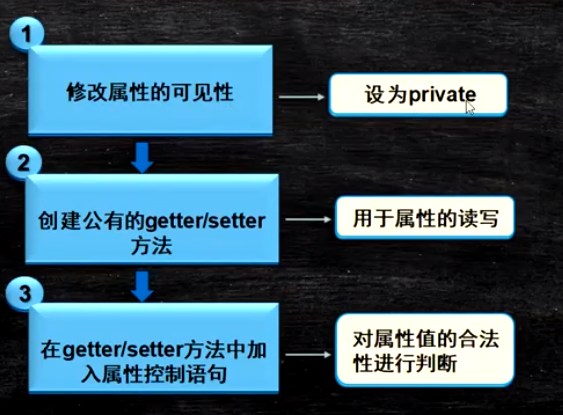 1
修改属性的可见性
设为private
2
创建公有的getter/setter
方法
用于属性的读写
3
在getter/setter方法中加
入属性控制语句
对属性值的合法
性进行判断